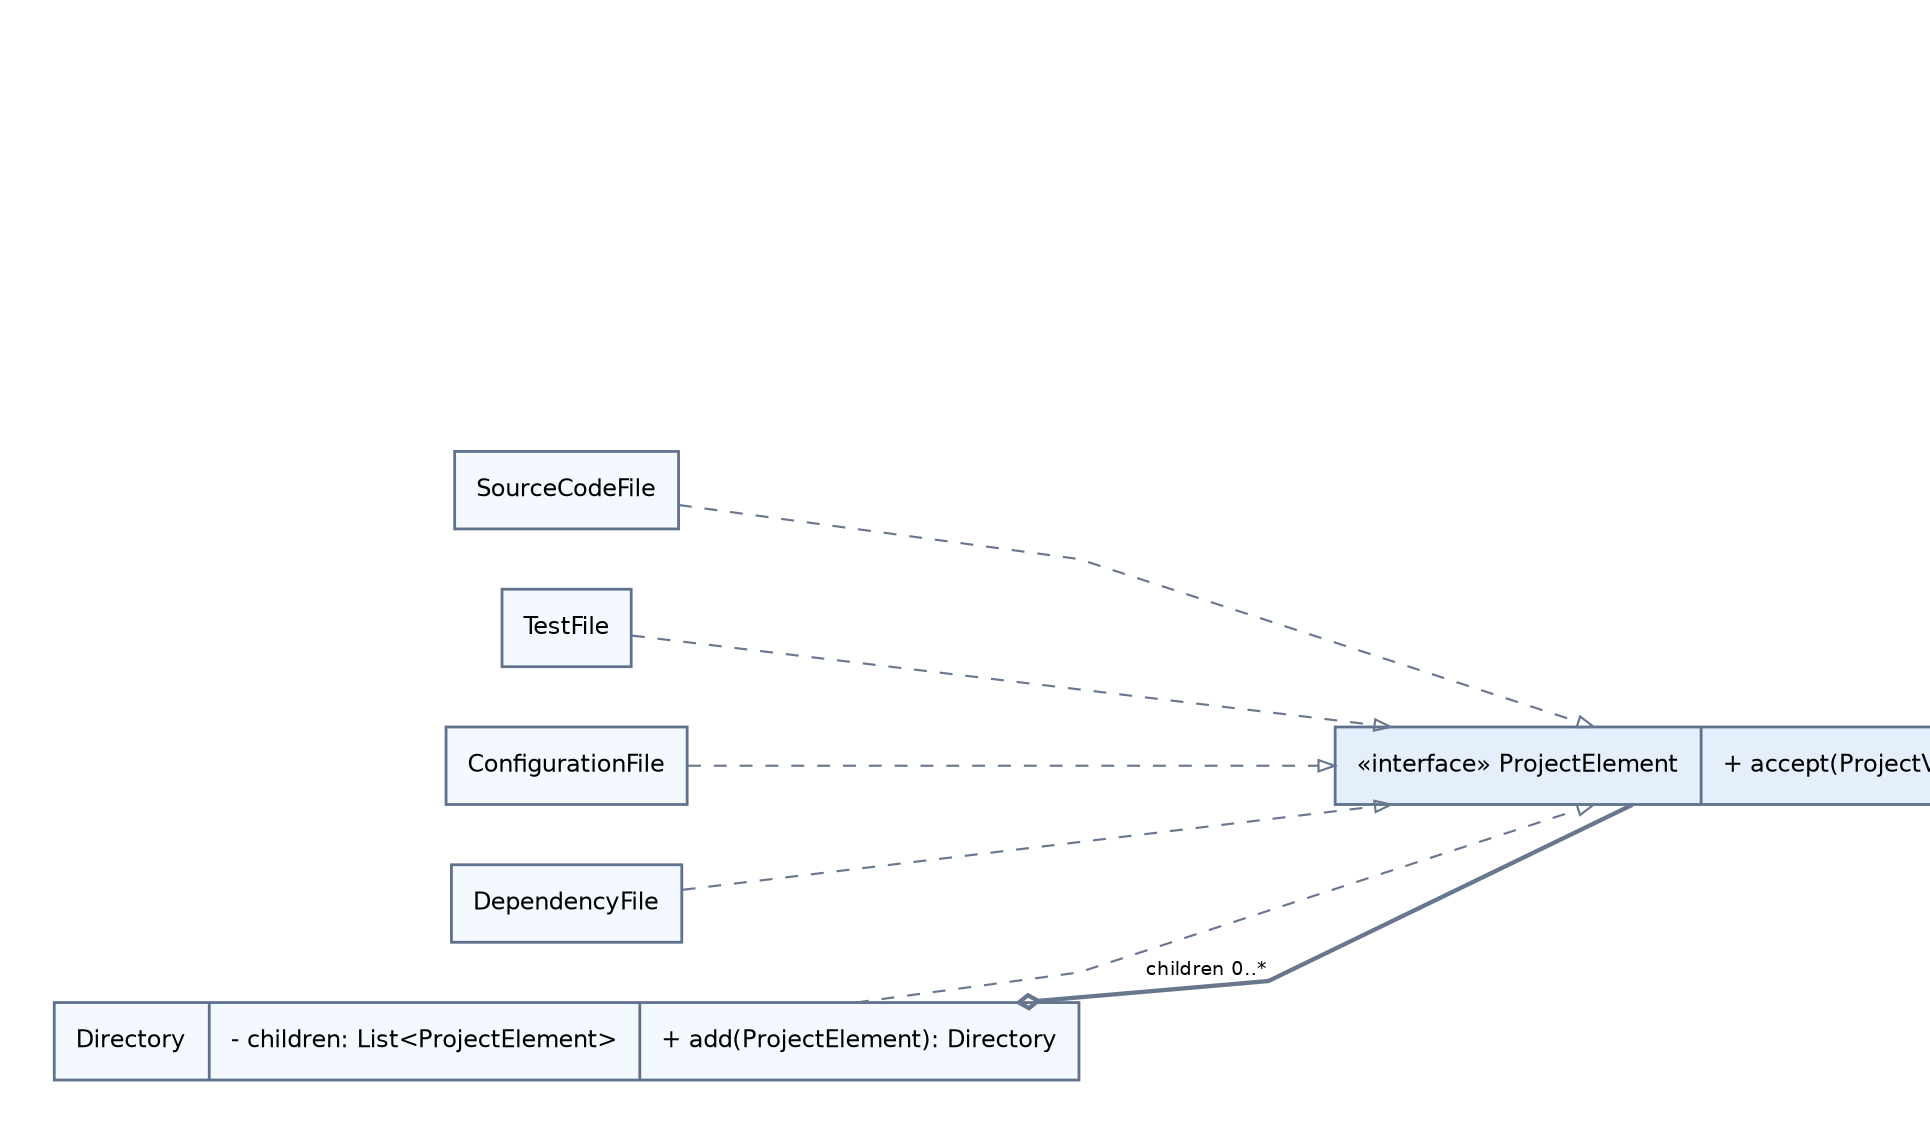 SourceCodeFile
TestFile
ConfigurationFile
«interface» ProjectElement
+ accept(ProjectV
DependencyFile
children 0..*
Directory
- children: List<ProjectElement>
+ add(ProjectElement): Directory